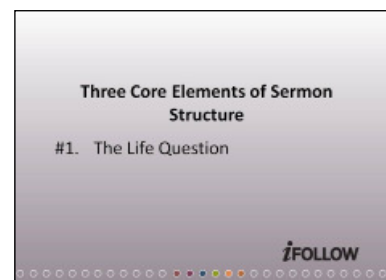 Three Core Elements of Sermon
Structure
#1. The Life Question
iFOLLOW